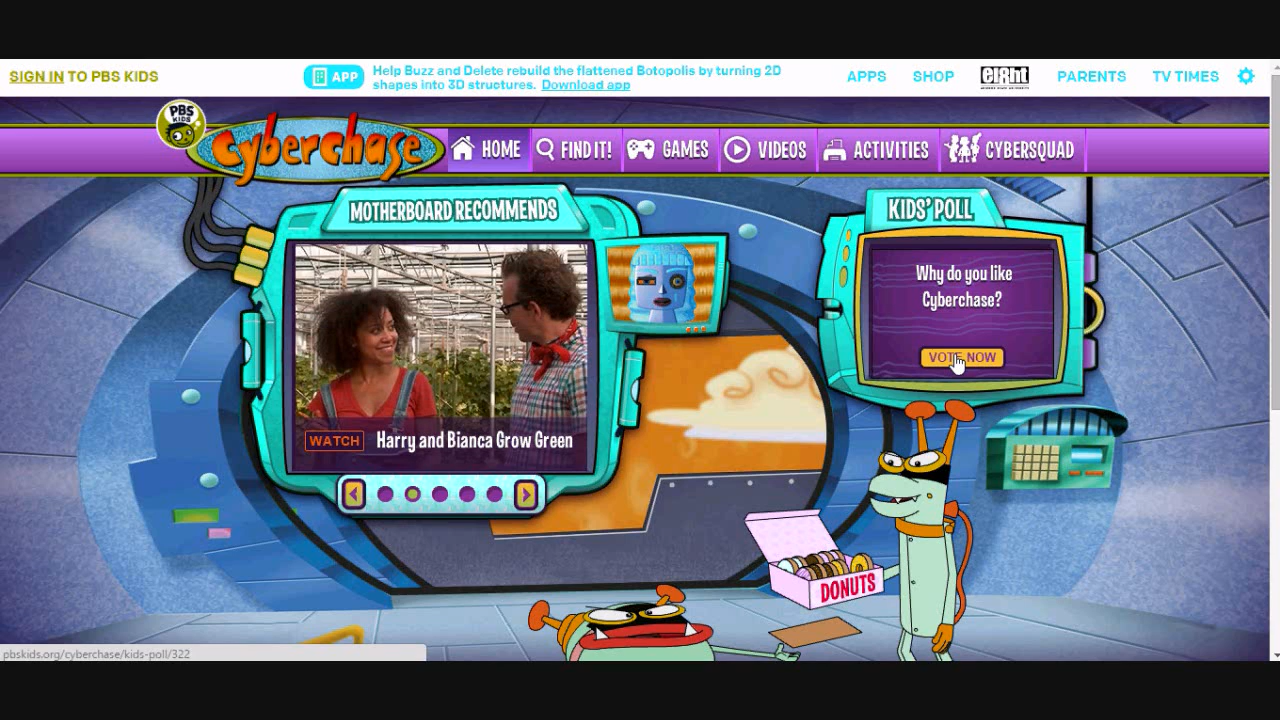 SIGN IN TO PBS KIDS
APP
Help Buzz and Delete rebuild the flattened Botopolis by turning 2D
shapes into 3D structures. Download app
APPS
SHOP
eight
PARENTS
TV TIMES
PBS
KIDS
Cyberchase
HOME
FIND IT!
GAMES
VIDEOS
ACTIVITIES
CYBERSQUAD
MOTHERBOARD RECOMMENDS
WATCH
Harry and Bianca Grow Green
KIDS' POLL
Why do you like
Cyberchase?
VOTE NOW
DONUTS
pbskids.org/cyberchase/kids-poll/322